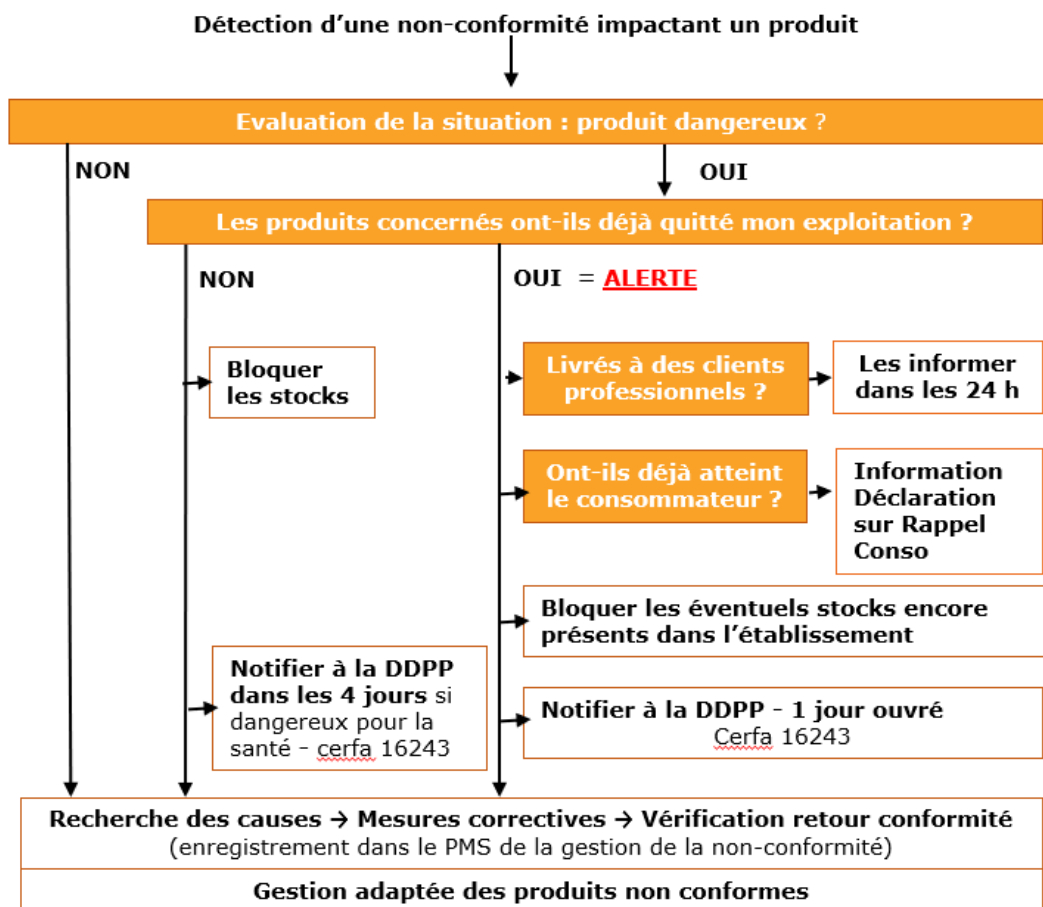 Détection d'une non-conformité impactant un produit
Evaluation de la situation : produit dangereux ?
NON
OUI
Les produits concernés ont-ils déjà quitté mon exploitation ?
NON
OUI = ALERTE
Bloquer
les stocks
Livrés à des clients
professionnels ?
Les informer
dans les 24 h
Ont-ils déjà atteint
le consommateur ?
Information
Déclaration
sur Rappel
Conso
Bloquer les éventuels stocks encore
présents dans l'établissement
Notifier à la DDPP
dans les 4 jours si
dangereux pour la
santé - cerfa 16243
Notifier à la DDPP - 1 jour ouvré
Cerfa 16243
Recherche des causes → Mesures correctives → Vérification retour conformité
(enregistrement dans le PMS de la gestion de la non-conformité)
Gestion adaptée des produits non conformes